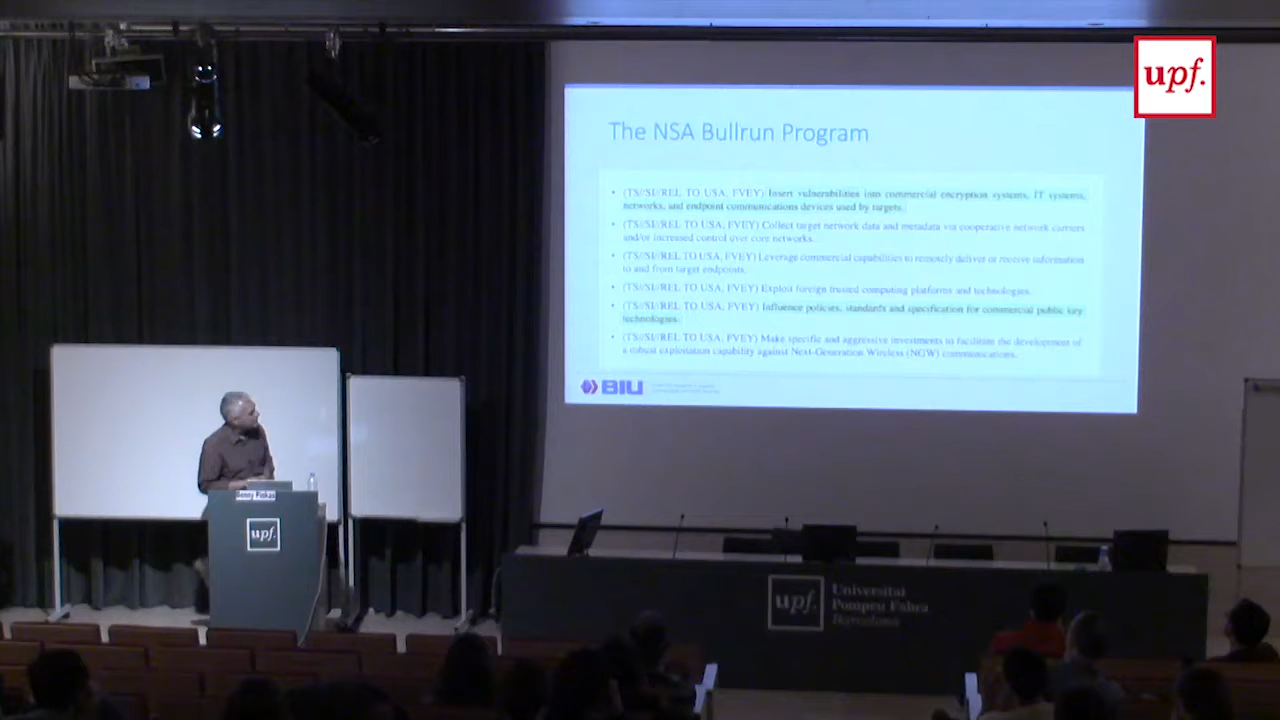 upf.
The NSA Bullrun Program
• (TS//SI//REL TO USA, FVEY) Insert vulnerabilities into commercial encryption systems, IT systems,
networks, and endpoint communications devices used by targets.
• (TS//SI//REL TO USA, FVEY) Collect target network data and metadata via cooperative network carriers
and/or increased control over core networks.
• (TS//SI//REL TO USA, FVEY) Leverage commercial capabilities to remotely deliver or receive information
to and from target endpoints.
• (TS//SI//REL TO USA, FVEY) Exploit foreign trusted computing platforms and technologies.
• (TS//SI//REL TO USA, FVEY) Influence policies, standards and specification for commercial public key
technologies.
• (TS//SI//REL TO USA, FVEY) Make specific and aggressive investments to facilitate the development of
a robust exploitation capability against Next-Generation Wireless (NGW) communications.
BIU
Benny Pinkas
upf.
upf.
Universitat
Pompeu Fabra
Barcelona